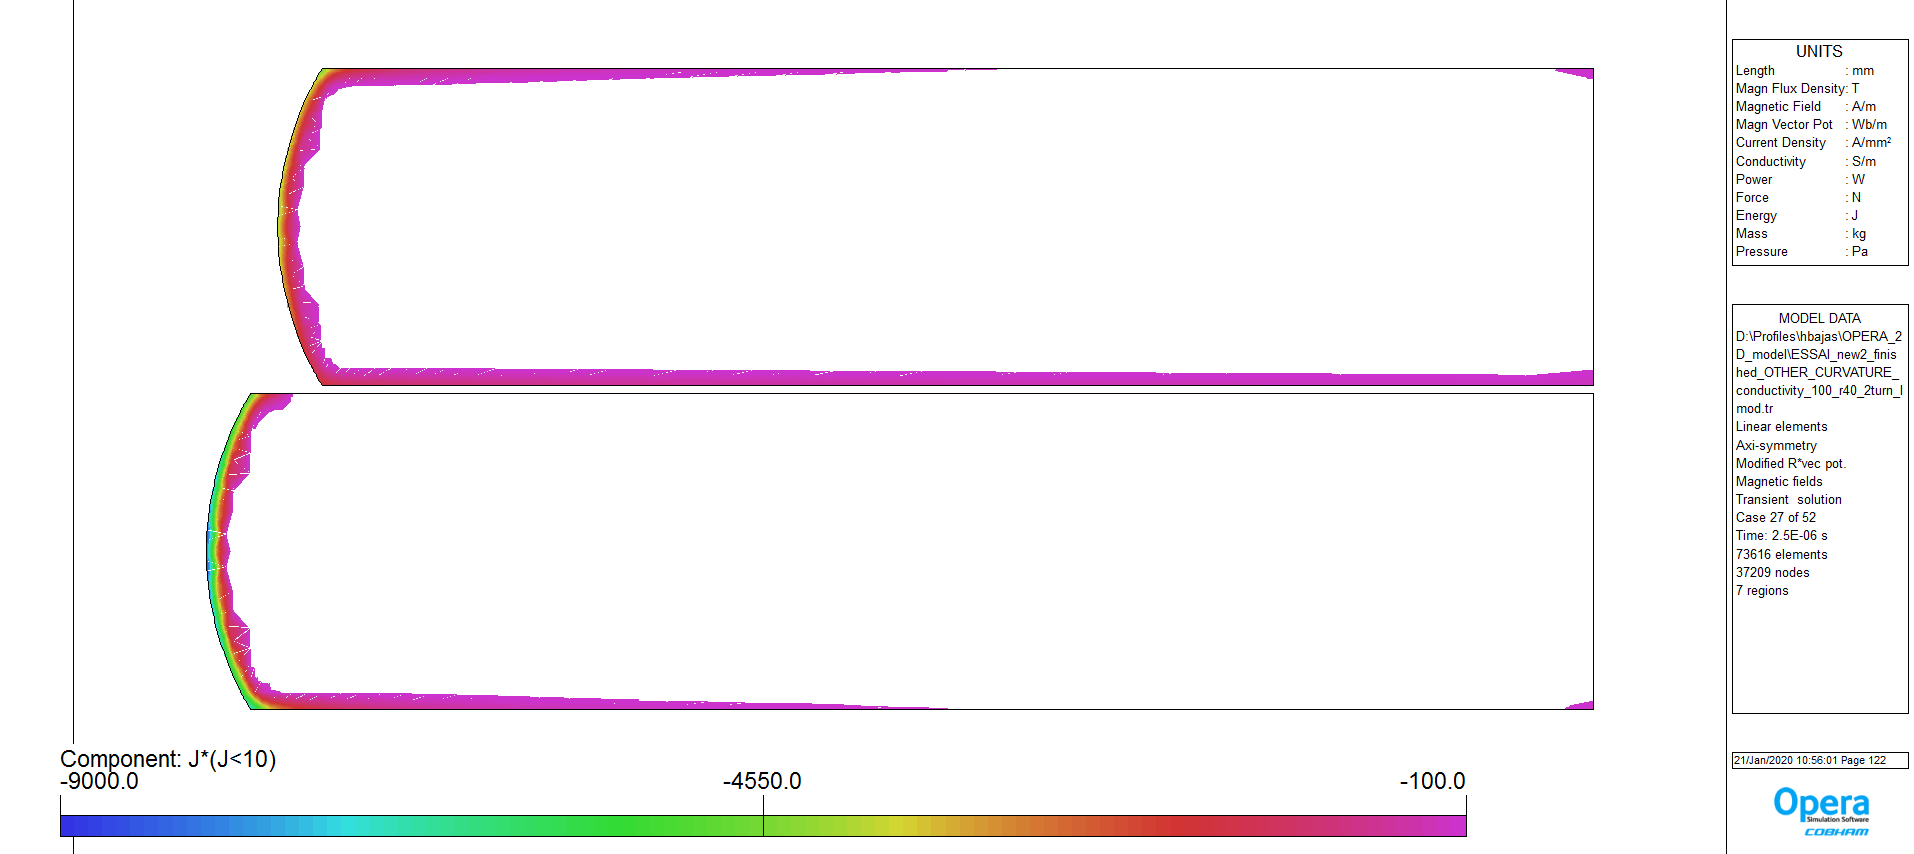 UNITS
Length : mm
Magn Flux Density: T
Magnetic Field : A/m
Magn Vector Pot : Wb/m
Current Density : A/mm²
Conductivity : S/m
Power : W
Force : N
Energy : J
Mass : kg
Pressure : Pa
MODEL DATA
D:\Profiles\hbajas\OPERA_2
D_model\ESSAI_new2_finis
hed_OTHER_CURVATURE_
conductivity_100_r40_2turn_l
mod.tr
Linear elements
Axi-symmetry
Modified R*vec pot.
Magnetic fields
Transient solution
Case 27 of 52
Time: 2.5E-06 s
73616 elements
37209 nodes
7 regions
Component: J*(J<10)
-9000.0 -4550.0 -100.0
21/Jan/2020 10:56:01 Page 122
Opera
Simulation Software
COBHAM